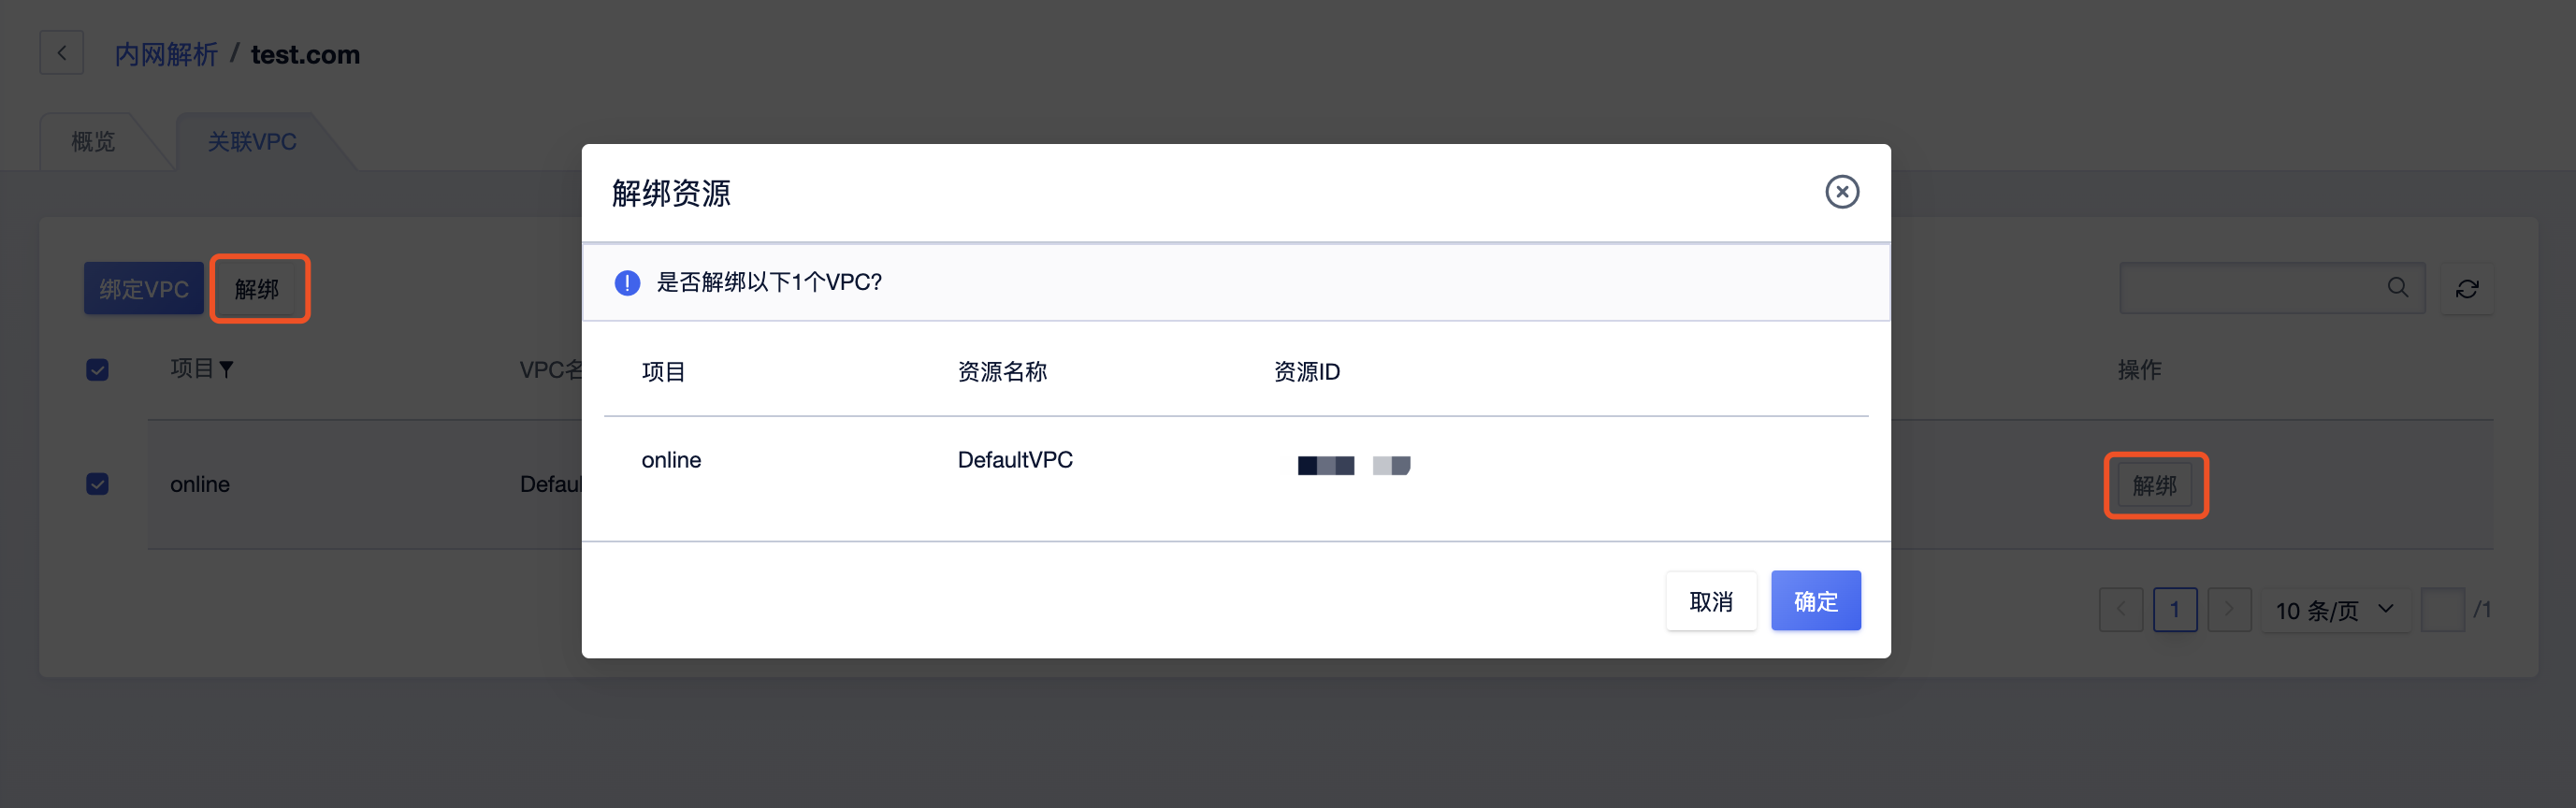 内网解析 / test.com
概览 关联VPC
解绑资源
是否解绑以下1个VPC?
绑定VPC 解绑
项目 VPC名 操作
项目 资源名称 资源ID
online DefaultVPC
online Defaul 解绑
取消 确定
1 10 条/页 /1